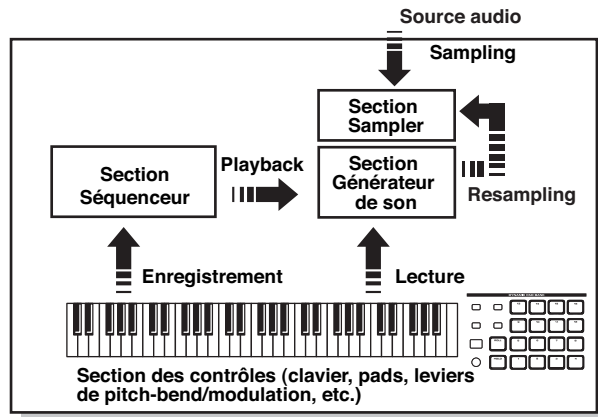 Source audio
Sampling
Section
Sampler
Section
Séquenceur
Playback
Section
Générateur
de son
Resampling
Enregistrement
Lecture
Section des contrôles (clavier, pads, leviers
de pitch-bend/modulation, etc.)